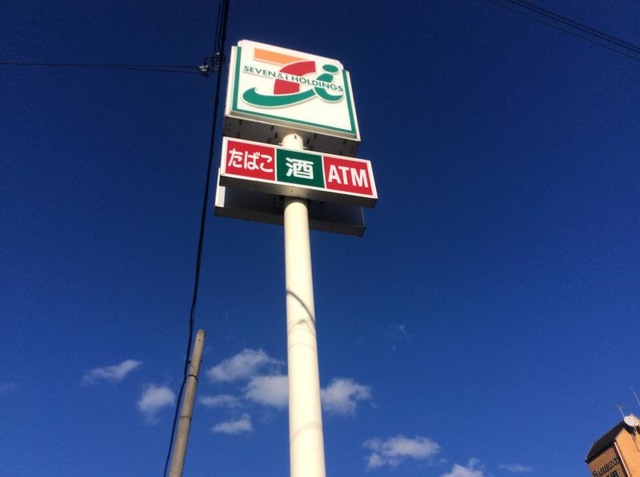 SEVEN & i HOLDINGS
たばこ 酒 ATM